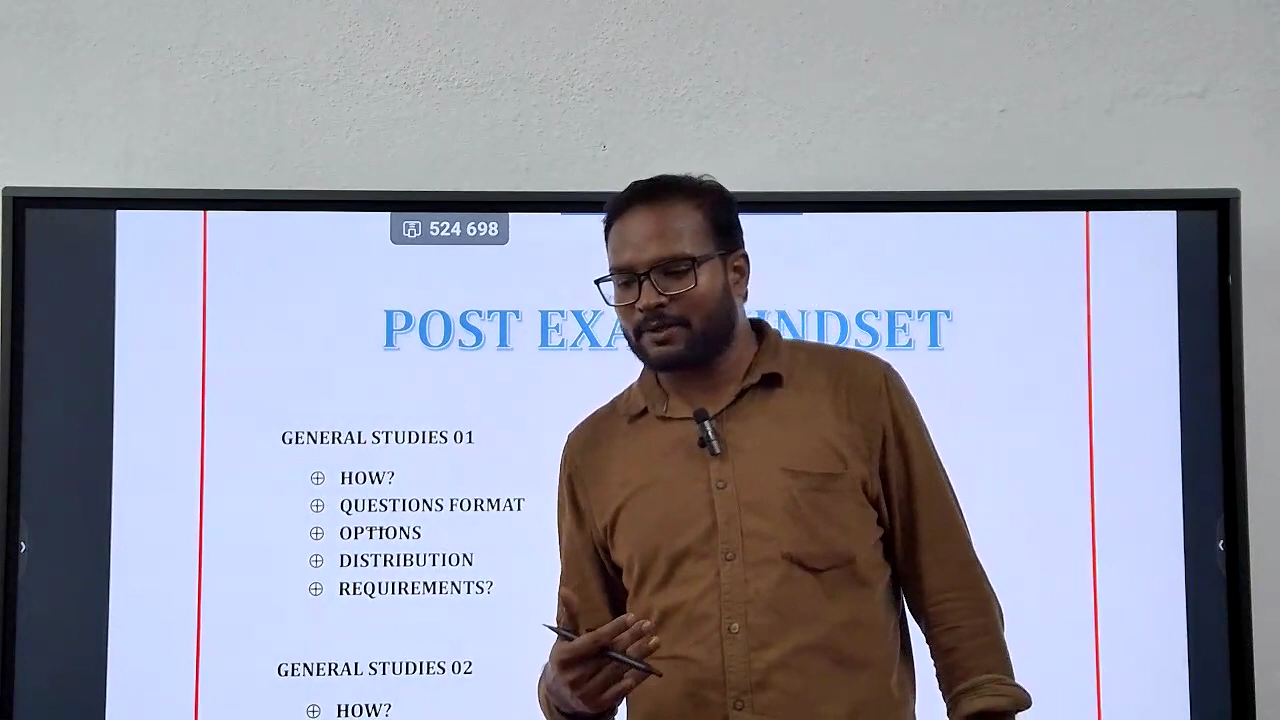 524 698
POST EXA INDSET
GENERAL STUDIES 01
⊕ HOW?
⊕ QUESTIONS FORMAT
⊕ OPTIONS
⊕ DISTRIBUTION
⊕ REQUIREMENTS?
GENERAL STUDIES 02
⊕ HOW?